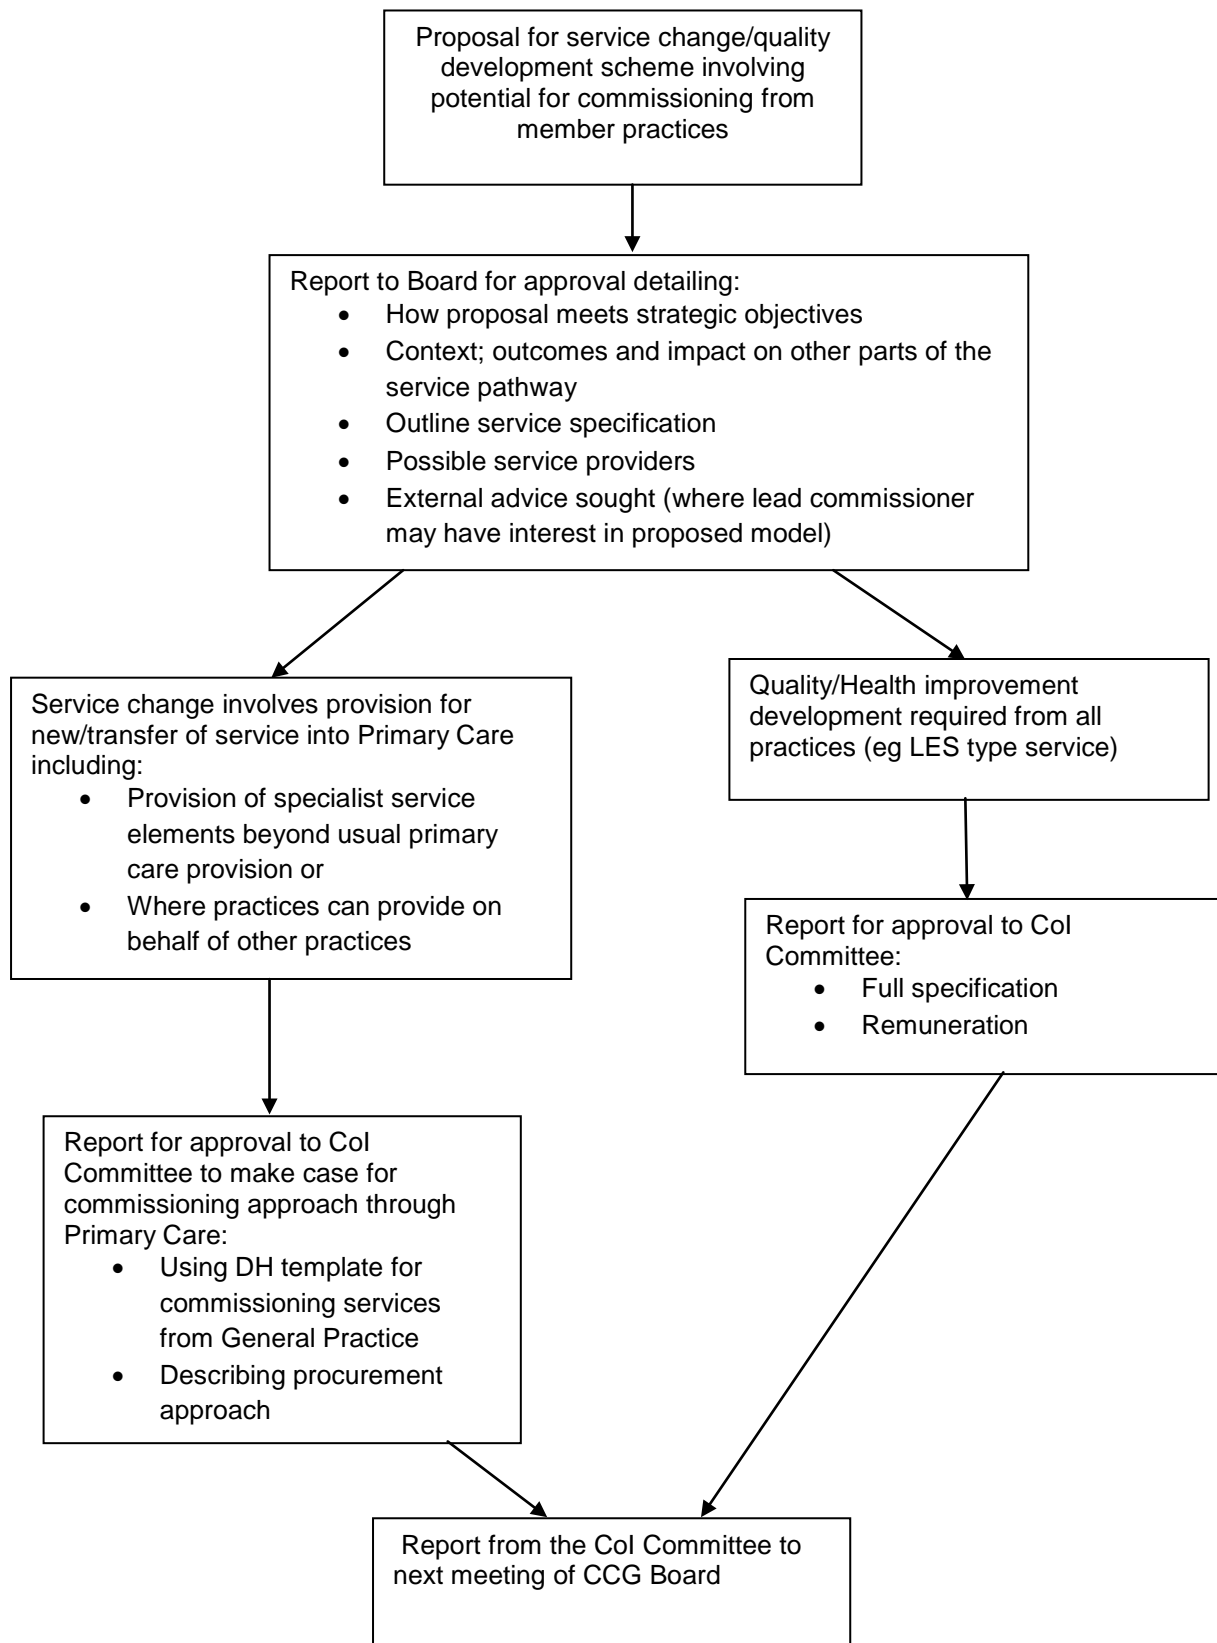 Proposal for service change/quality
development scheme involving
potential for commissioning from
member practices
Report to Board for approval detailing:
• How proposal meets strategic objectives
• Context; outcomes and impact on other parts of the
service pathway
• Outline service specification
• Possible service providers
• External advice sought (where lead commissioner
may have interest in proposed model)
Service change involves provision for
new/transfer of service into Primary Care
including:
• Provision of specialist service
elements beyond usual primary
care provision or
• Where practices can provide on
behalf of other practices
Quality/Health improvement
development required from all
practices (eg LES type service)
Report for approval to CoI
Committee:
• Full specification
• Remuneration
Report for approval to CoI
Committee to make case for
commissioning approach through
Primary Care:
• Using DH template for
commissioning services
from General Practice
• Describing procurement
approach
Report from the CoI Committee to
next meeting of CCG Board